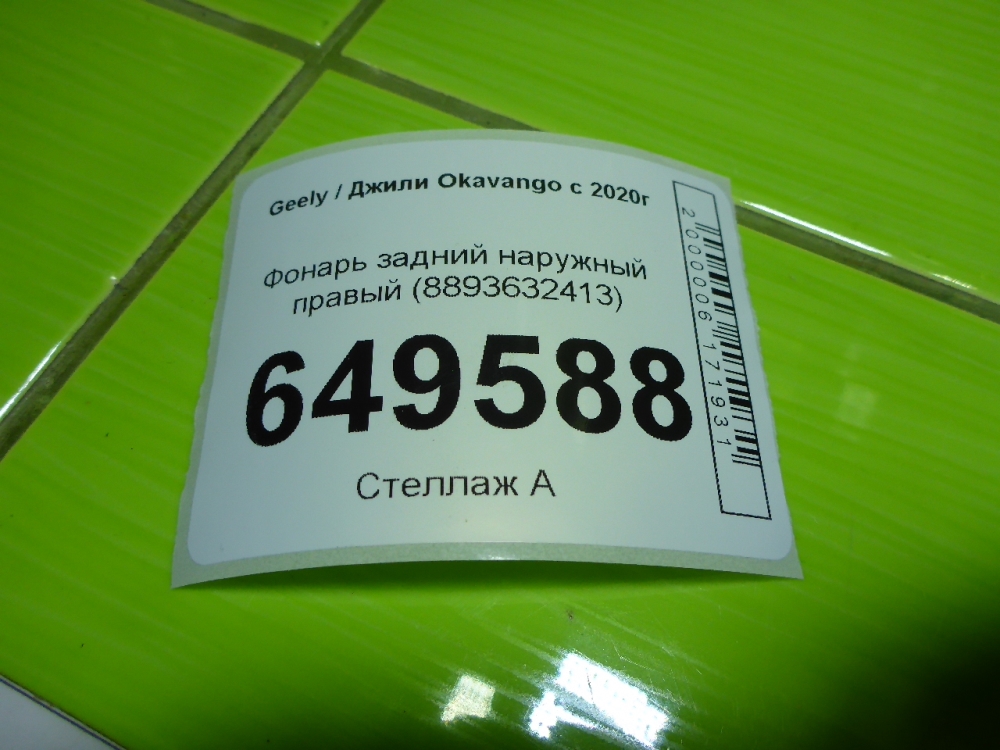 Geely / Джили Okavango с 2020г
Фонарь задний наружный
правый (8893632413)
649588
Стеллаж А
2000006171931